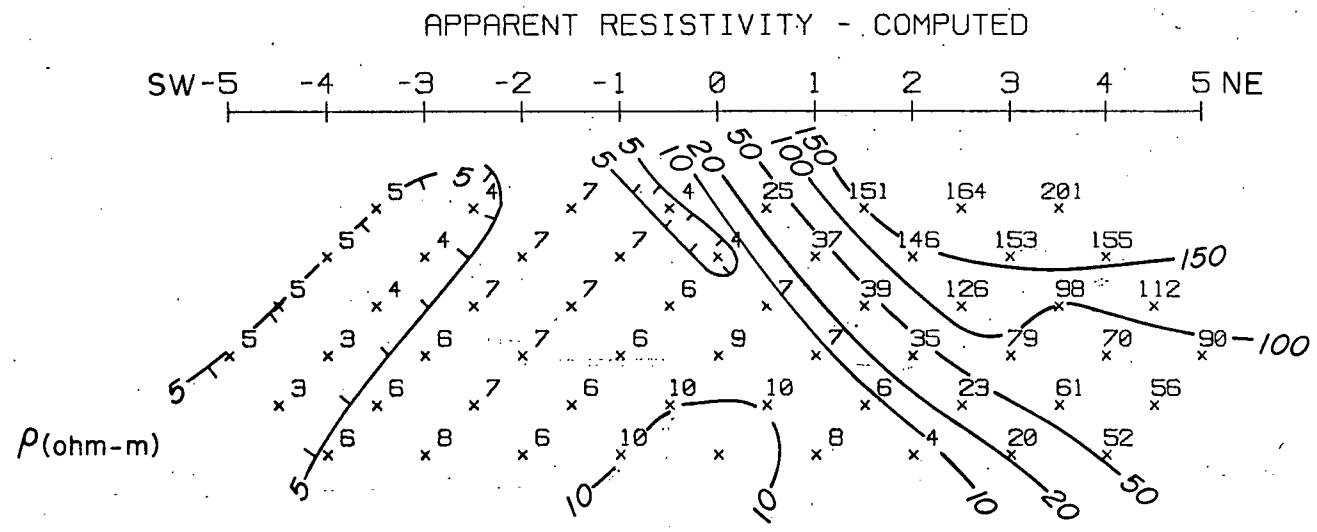 APPARENT RESISTIVITY - COMPUTED
SW -5 -4 -3 -2 -1 0 1 2 3 4 5 NE
5 5 10 20 50 100 150
5 5 4 7 4 25 151 164 201
5 4 7 7 4 37 146 153 155
150
5 4 7 7 6 7 39 126 98 112
5 3 6 7 6 9 7 35 79 70 90
100
5 3 6 7 6 10 10 6 23 61 56
ρ(ohm-m) 6 8 6 10 8 4 20 52
5 10 10 10 20 50